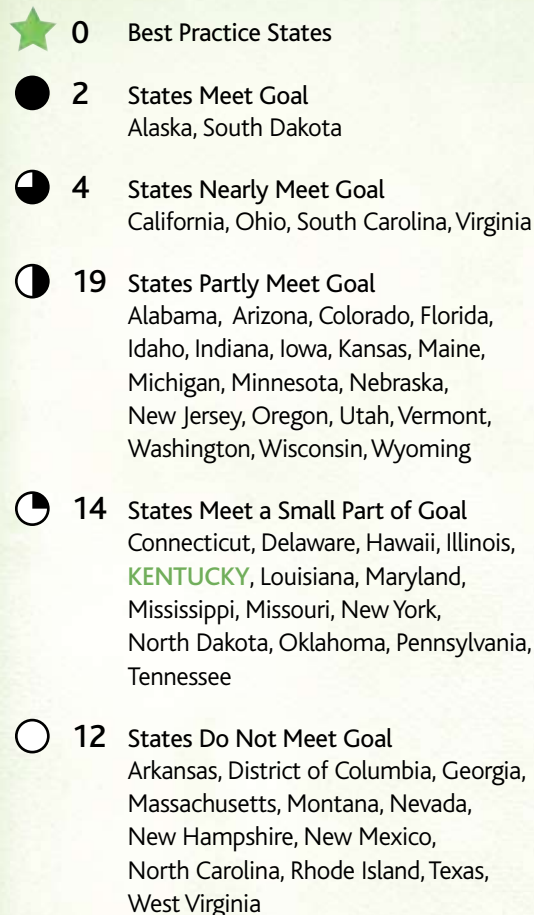 0 Best Practice States
2 States Meet Goal
Alaska, South Dakota
4 States Nearly Meet Goal
California, Ohio, South Carolina, Virginia
19 States Partly Meet Goal
Alabama, Arizona, Colorado, Florida,
Idaho, Indiana, Iowa, Kansas, Maine,
Michigan, Minnesota, Nebraska,
New Jersey, Oregon, Utah, Vermont,
Washington, Wisconsin, Wyoming
14 States Meet a Small Part of Goal
Connecticut, Delaware, Hawaii, Illinois,
KENTUCKY, Louisiana, Maryland,
Mississippi, Missouri, New York,
North Dakota, Oklahoma, Pennsylvania,
Tennessee
12 States Do Not Meet Goal
Arkansas, District of Columbia, Georgia,
Massachusetts, Montana, Nevada,
New Hampshire, New Mexico,
North Carolina, Rhode Island, Texas,
West Virginia